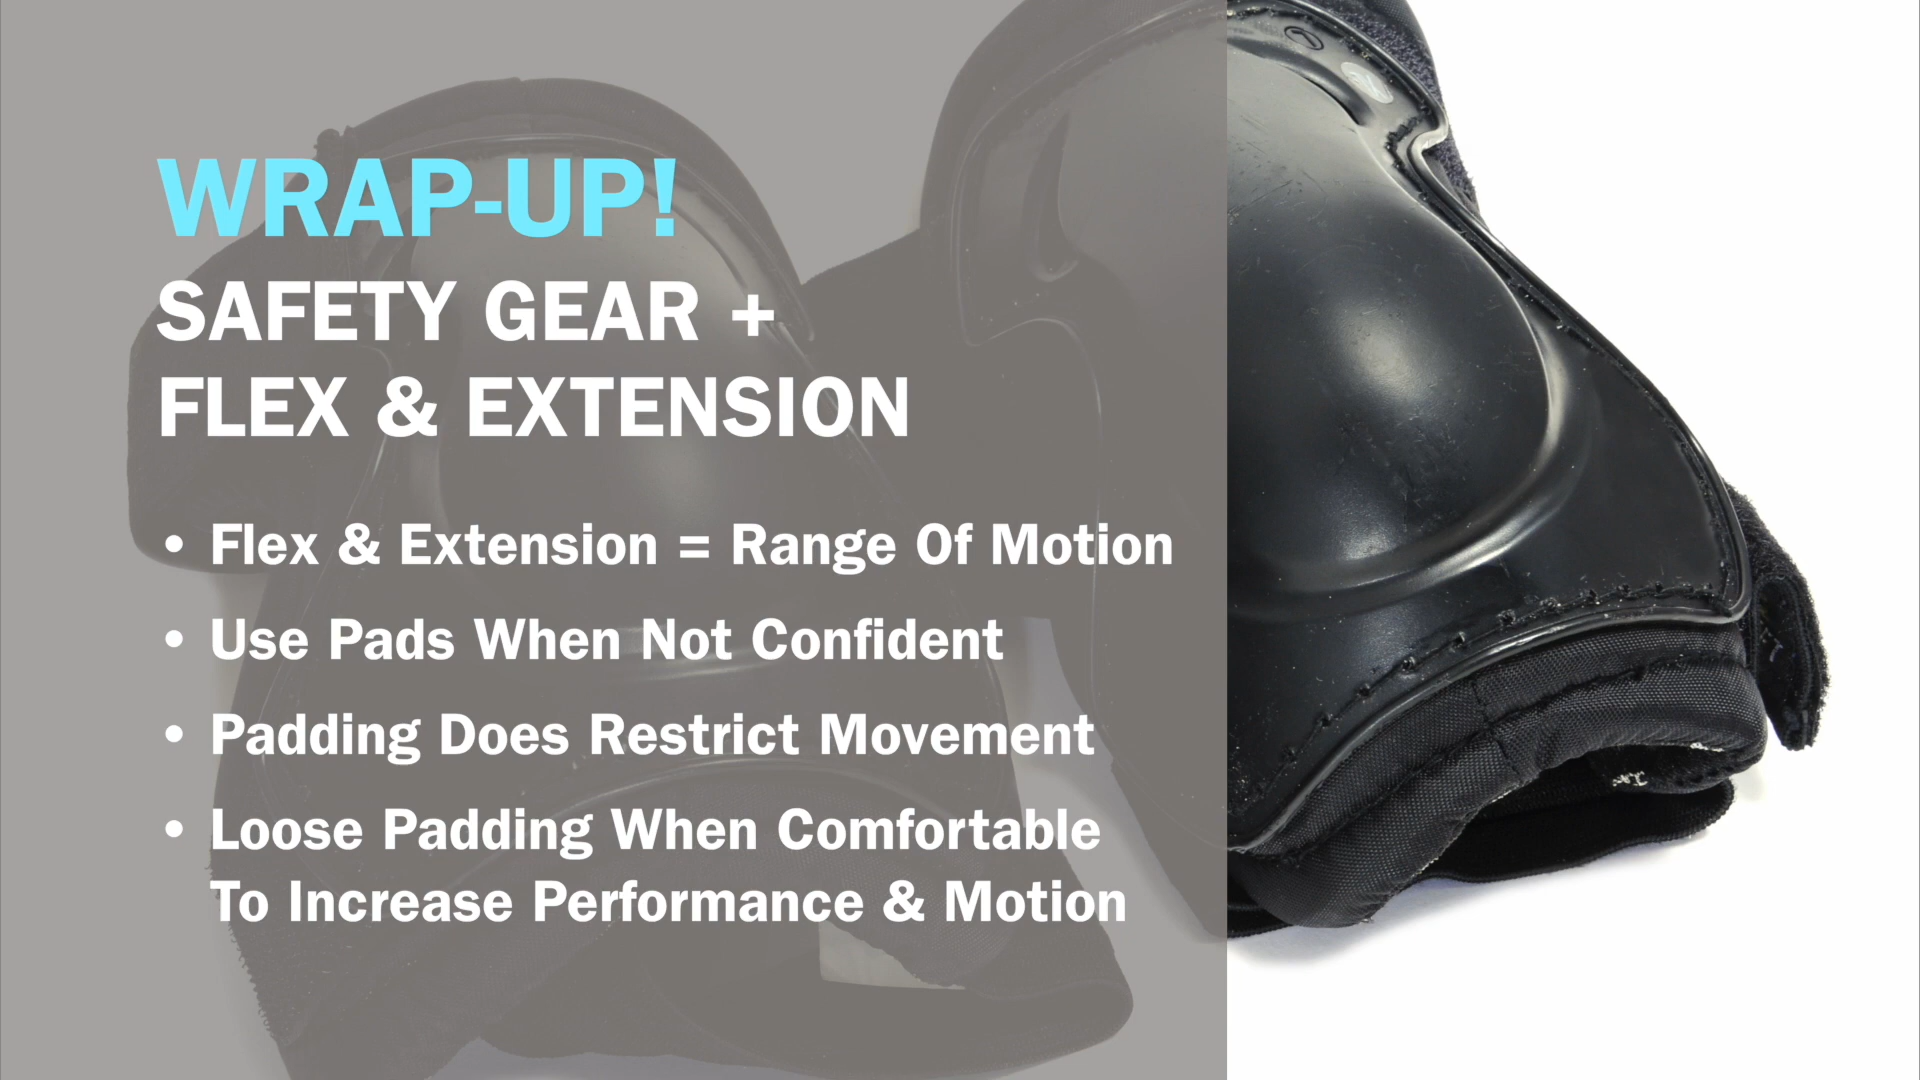 WRAP-UP!
SAFETY GEAR +
FLEX & EXTENSION
• Flex & Extension = Range Of Motion
• Use Pads When Not Confident
• Padding Does Restrict Movement
• Loose Padding When Comfortable
To Increase Performance & Motion